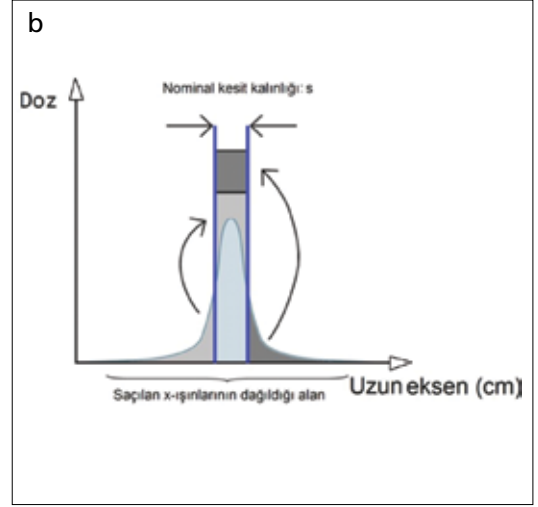 b
Nominal kesit kalınlığı: s
Doz
Uzun eksen (cm)
Saçılan x-ışınlarının dağıldığı alan